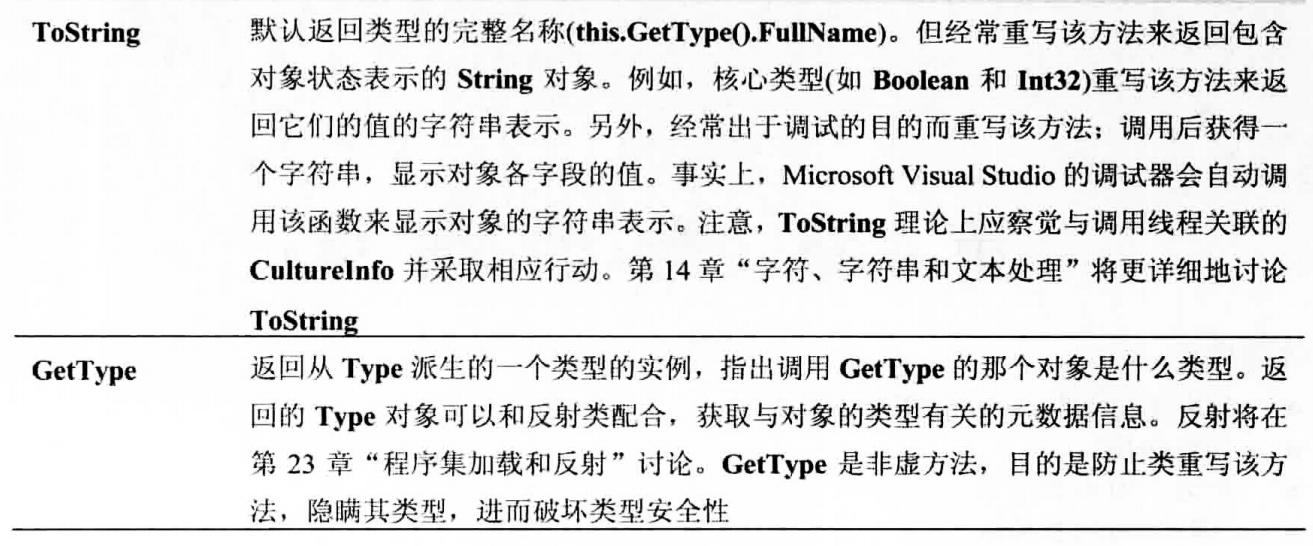 ToString 默认返回类型的完整名称(this.GetType().FullName)。但经常重写该方法来返回包含
对象状态表示的 String 对象。例如，核心类型(如 Boolean 和 Int32)重写该方法来返
回它们的值的字符串表示。另外，经常出于调试的目的而重写该方法；调用后获得一
个字符串，显示对象各字段的值。事实上，Microsoft Visual Studio 的调试器会自动调
用该函数来显示对象的字符串表示。注意，ToString 理论上应察觉与调用线程关联的
CultureInfo 并采取相应行动。第 14 章“字符、字符串和文本处理”将更详细地讨论
ToString
GetType 返回从 Type 派生的一个类型的实例，指出调用 GetType 的那个对象是什么类型。返
回的 Type 对象可以和反射类配合，获取与对象的类型有关的元数据信息。反射将在
第 23 章“程序集加载和反射”讨论。GetType 是非虚方法，目的是防止类重写该方
法，隐瞒其类型，进而破坏类型安全性